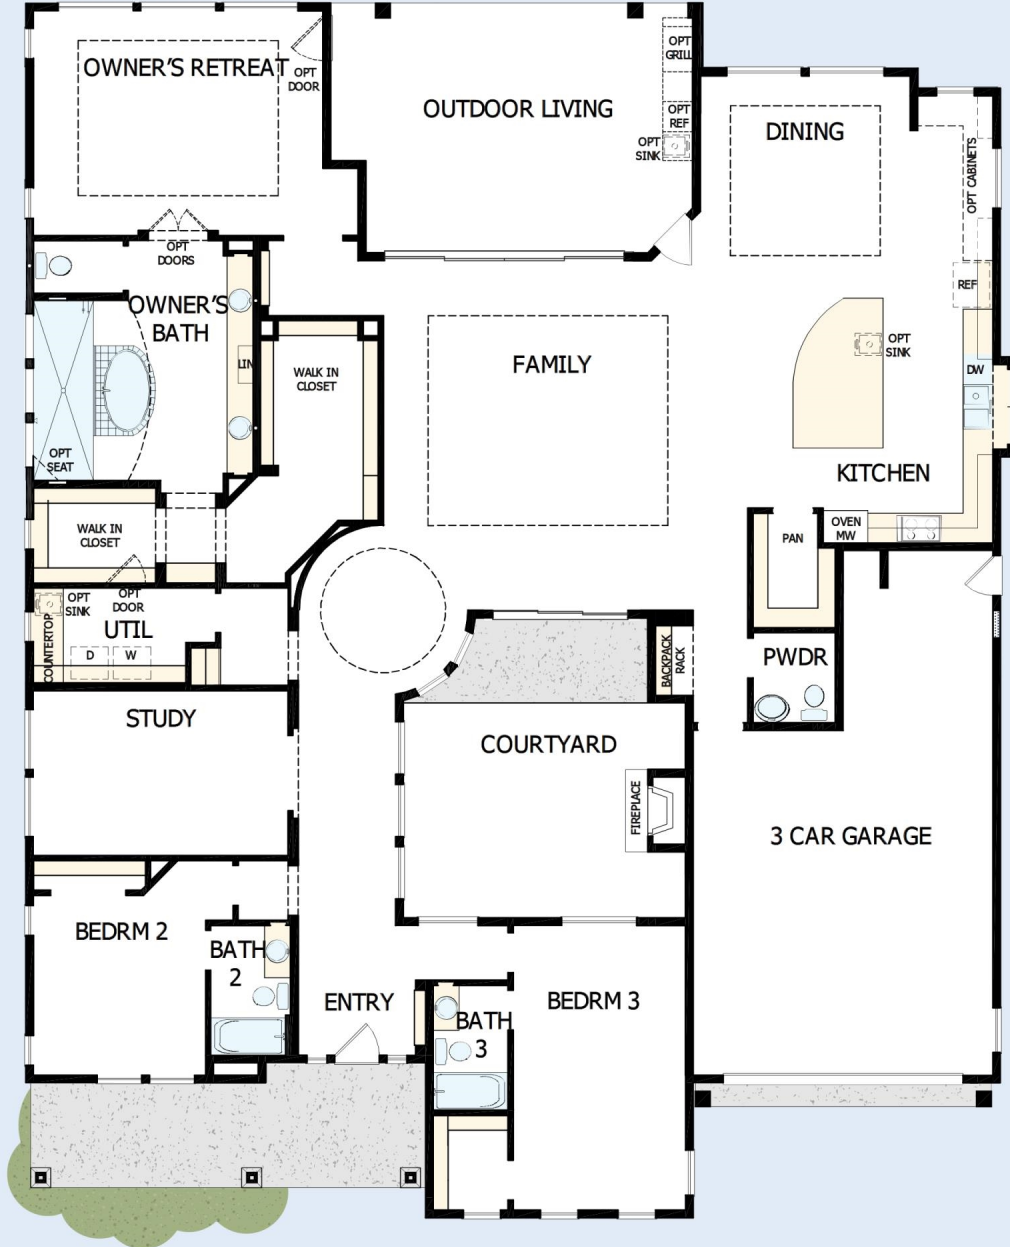 OWNER'S RETREAT
OPT
DOOR
OUTDOOR LIVING
OPT
GRILL
OPT
REF
OPT
SINK
DINING
OPT CABINETS
REF
OPT
DOORS
OWNER'S
BATH
LIN
OPT
SEAT
WALK IN
CLOSET
FAMILY
OPT
SINK
DW
KITCHEN
OVEN
MW
PAN
WALK IN
CLOSET
OPT
SINK
OPT
DOOR
UTIL
COUNTERTOP
D
W
BACKPACK
RACK
PWDR
STUDY
COURTYARD
FIREPLACE
3 CAR GARAGE
BEDRM 2
BATH
2
ENTRY
BATH
3
BEDRM 3